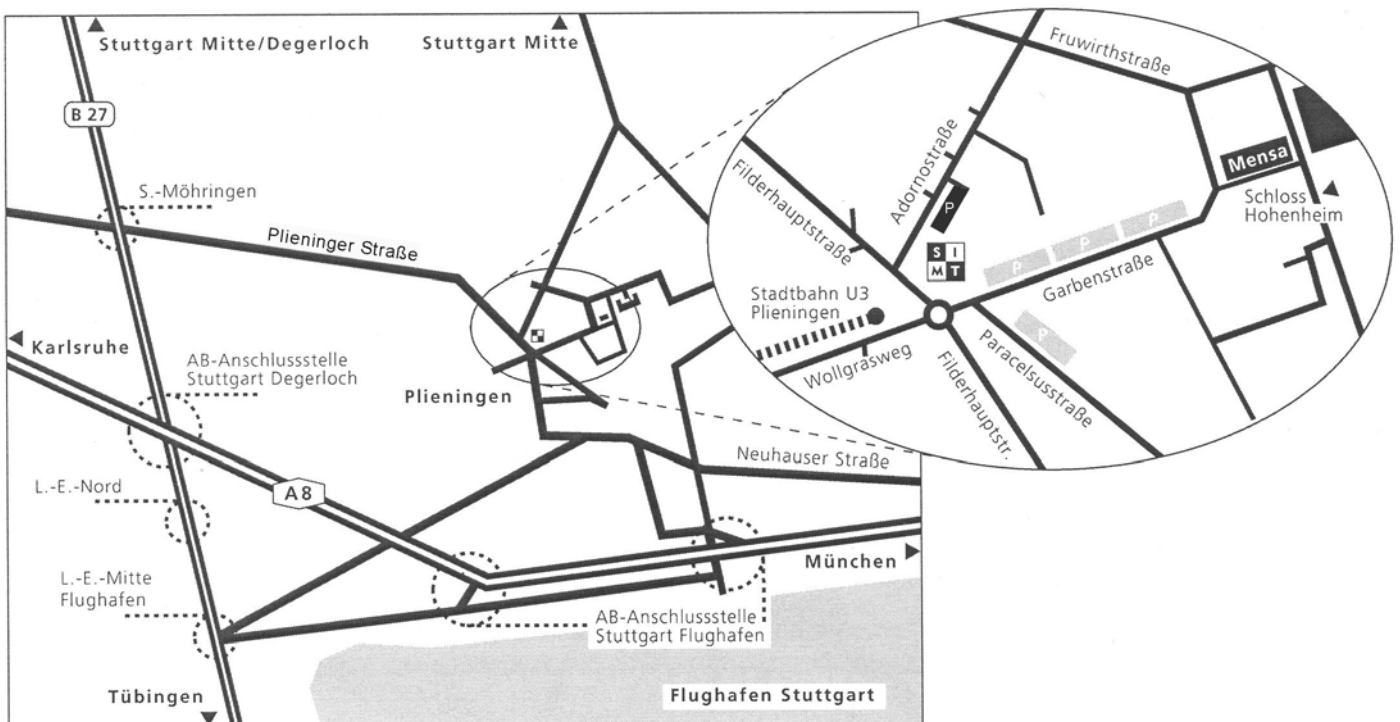 Stuttgart Mitte/Degerloch
Stuttgart Mitte
B 27
S.-Möhringen
Plieninger Straße
Karlsruhe
AB-Anschlussstelle
Stuttgart Degerloch
Plieningen
L.-E.-Nord
A 8
Neuhauser Straße
L.-E.-Mitte
Flughafen
München
AB-Anschlussstelle
Stuttgart Flughafen
Tübingen
Flughafen Stuttgart
Fruwirthstraße
Adornostraße
Filderhauptstraße
P
Mensa
Schloss
Hohenheim
S I
M T
P
P
P
Garbenstraße
Stadtbahn U3
Plieningen
P
Wollgrasweg
Paracelsusstraße
Filderhauptstr.